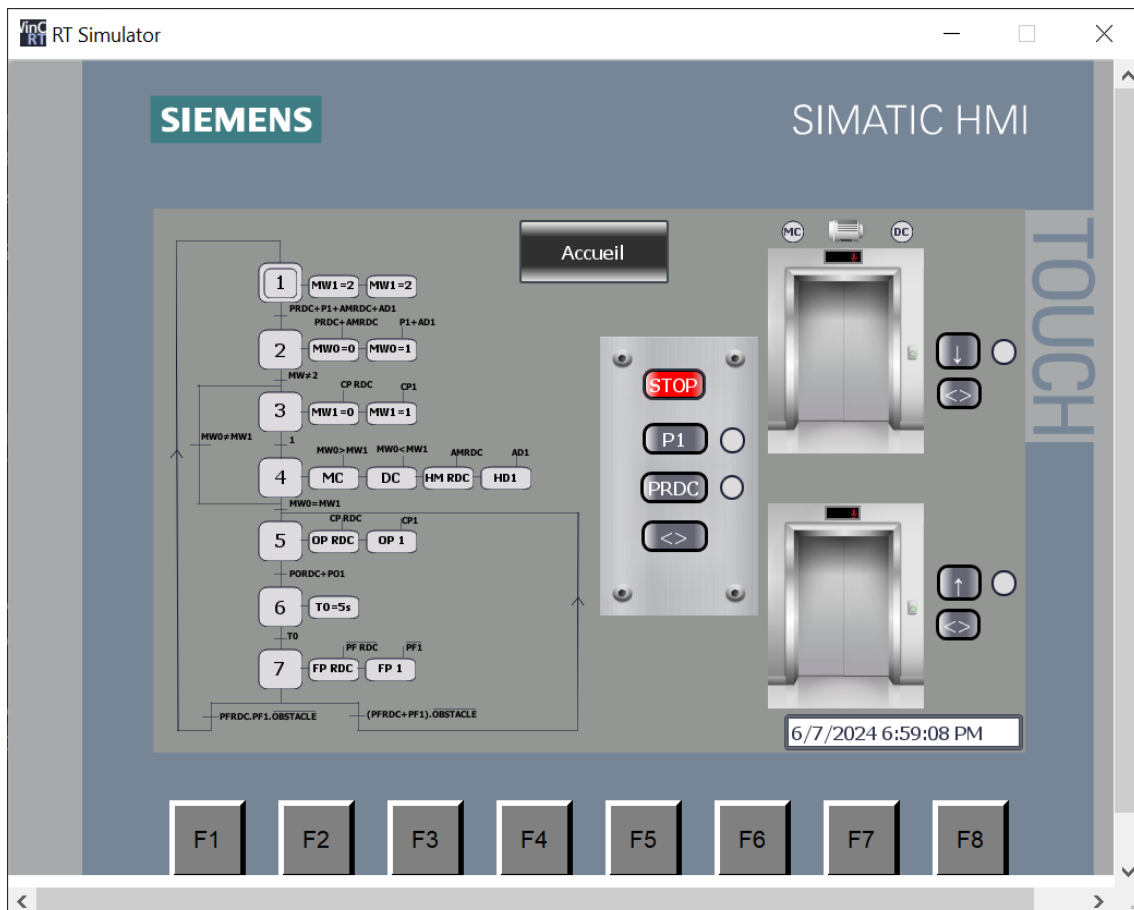 RT Simulator
SIEMENS
SIMATIC HMI
TOUCH
Accueil
MC
DC
1
MW1=2
MW1=2
PRDC+P1+AMRDC+AD1
PRDC+AMRDC
P1+AD1
2
MW0=0
MW0=1
MW≠2
CP RDC
CP1
3
MW1=0
MW1=1
MW0≠MW1
1
MW0>MW1
MW0<MW1
AMRDC
AD1
4
MC
DC
HM RDC
HD1
MW0=MW1
CP RDC
CP1
5
OP RDC
OP 1
PORDC+PO1
6
T0=5s
T0
PF RDC
PF1
7
FP RDC
FP 1
PFRDC.PF1.OBSTACLE
(PFRDC+PF1).OBSTACLE
STOP
P1
PRDC
<>
↓
<>
↑
<>
6/7/2024 6:59:08 PM
F1
F2
F3
F4
F5
F6
F7
F8